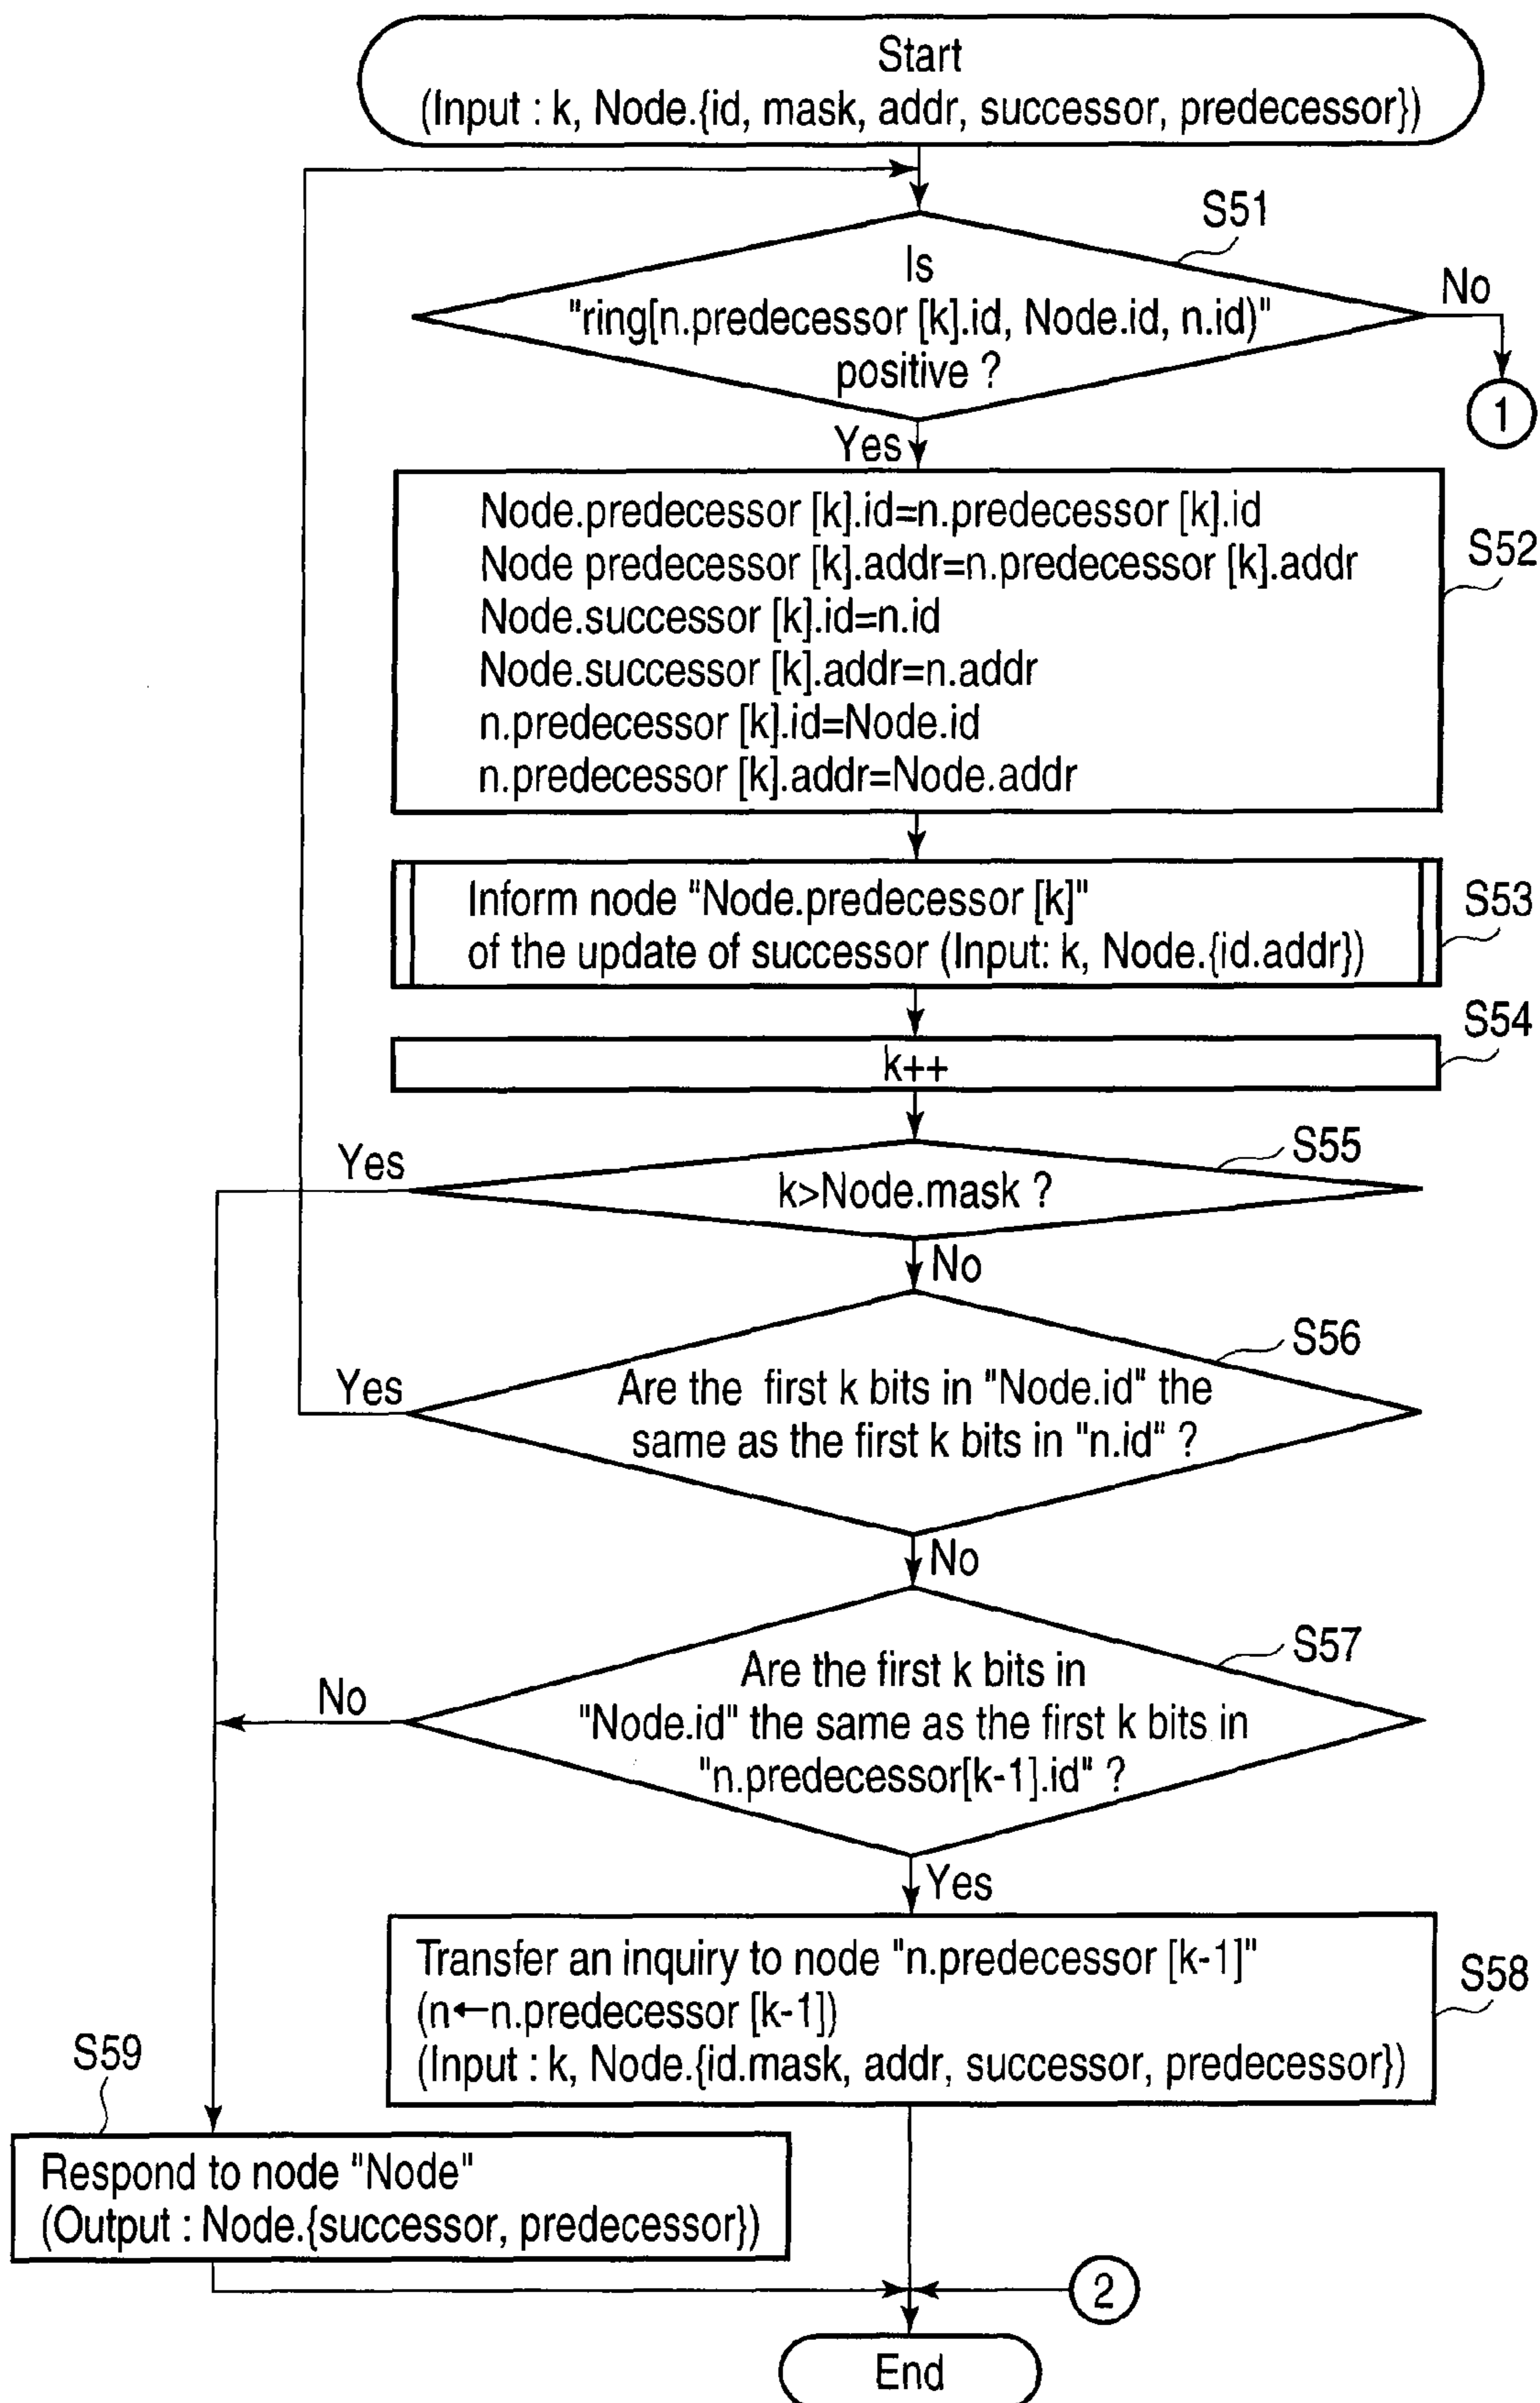 Start
(Input : k, Node.{id, mask, addr, successor, predecessor})
S51
Is
"ring[n.predecessor [k].id, Node.id, n.id)"
positive ?
No
1
Yes
Node.predecessor [k].id=n.predecessor [k].id
Node predecessor [k].addr=n.predecessor [k].addr
Node.successor [k].id=n.id
Node.successor [k].addr=n.addr
n.predecessor [k].id=Node.id
n.predecessor [k].addr=Node.addr
S52
Inform node "Node.predecessor [k]"
of the update of successor (Input: k, Node.{id.addr})
S53
S54
k++
S55
Yes
k>Node.mask ?
No
S56
Yes
Are the first k bits in "Node.id" the
same as the first k bits in "n.id" ?
No
S57
Are the first k bits in
"Node.id" the same as the first k bits in
"n.predecessor[k-1].id" ?
No
Yes
Transfer an inquiry to node "n.predecessor [k-1]"
(n←n.predecessor [k-1])
(Input : k, Node.{id.mask, addr, successor, predecessor})
S58
S59
Respond to node "Node"
(Output : Node.{successor, predecessor})
2
End